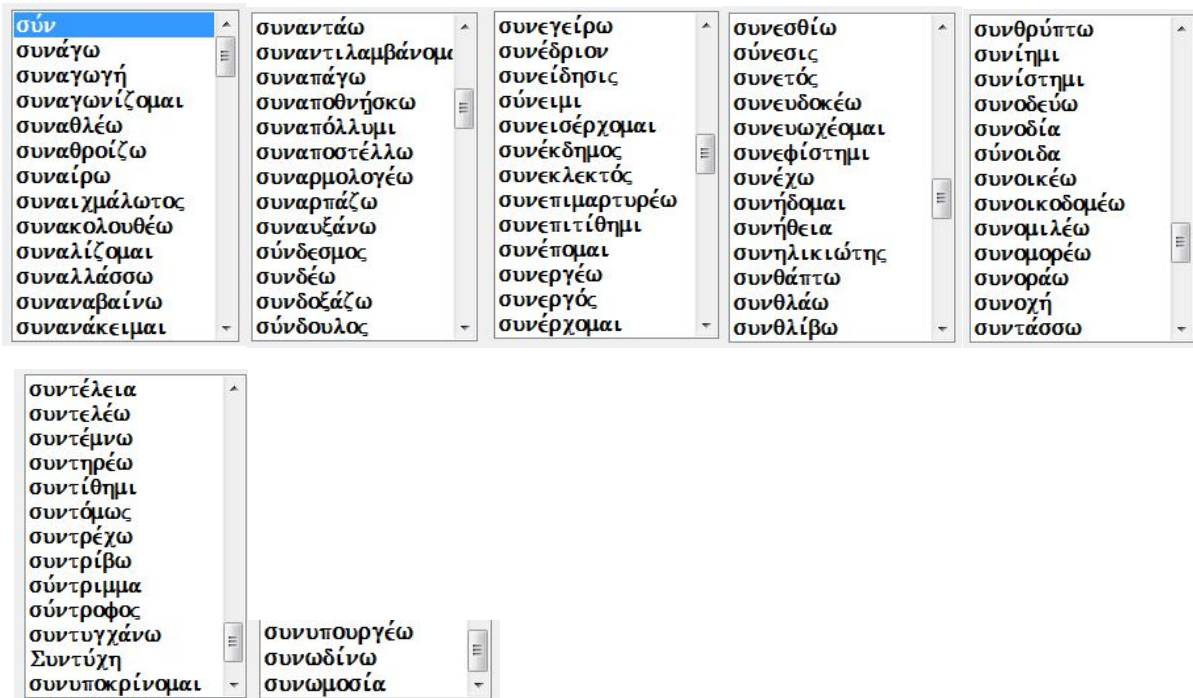 σύν
συνάγω
συναγωγή
συναγωνίζομαι
συναθλέω
συναθροίζω
συναίρω
συναιχμάλωτος
συνακολουθέω
συναλίζομαι
συναλλάσσω
συναναβαίνω
συνανάκειμαι
συναντάω
συναντιλαμβάνομα
συναπάγω
συναποθνῄσκω
συναπόλλυμι
συναποστέλλω
συναρμολογέω
συναρπάζω
συναυξάνω
σύνδεσμος
συνδέω
συνδοξάζω
σύνδουλος
συνεγείρω
συνέδριον
συνείδησις
σύνειμι
συνεισέρχομαι
συνέκδημος
συνεκλεκτός
συνεπιμαρτυρέω
συνεπιτίθημι
συνέπομαι
συνεργέω
συνεργός
συνέρχομαι
συνεσθίω
σύνεσις
συνετός
συνευδοκέω
συνευωχέομαι
συνεφίστημι
συνέχω
συνήδομαι
συνήθεια
συνηλικιώτης
συνθάπτω
συνθλάω
συνθλίβω
συνθρύπτω
συνίημι
συνίστημι
συνοδεύω
συνοδία
σύνοιδα
συνοικέω
συνοικοδομέω
συνομιλέω
συνομορέω
συνοράω
συνοχή
συντάσσω
συντέλεια
συντελέω
συντέμνω
συντηρέω
συντίθημι
συντόμως
συντρέχω
συντρίβω
σύντριμμα
σύντροφος
συντυγχάνω
Συντύχη
συνυποκρίνομαι
συνυπουργέω
συνωδίνω
συνωμοσία